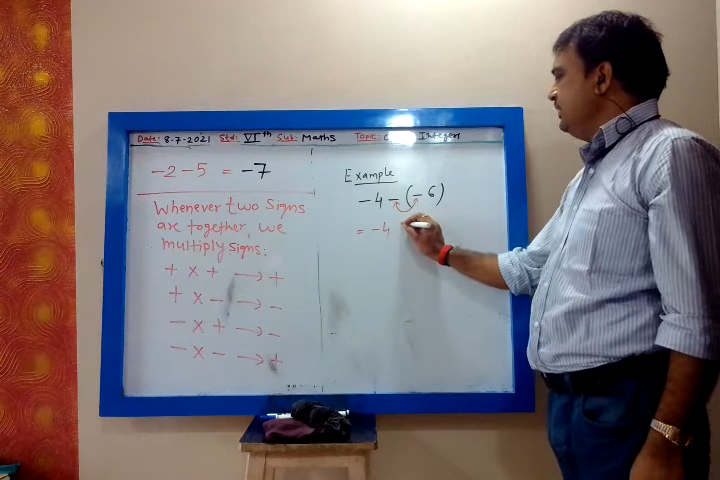 Date: 8-7-2021 Std: VIth Sub: Maths Topic: Integers
-2 - 5 = -7
Whenever two signs
are together, we
multiply signs:
+ x + → +
+ x - → -
- x + → -
- x - → +
Example
-4 - (-6)
= -4